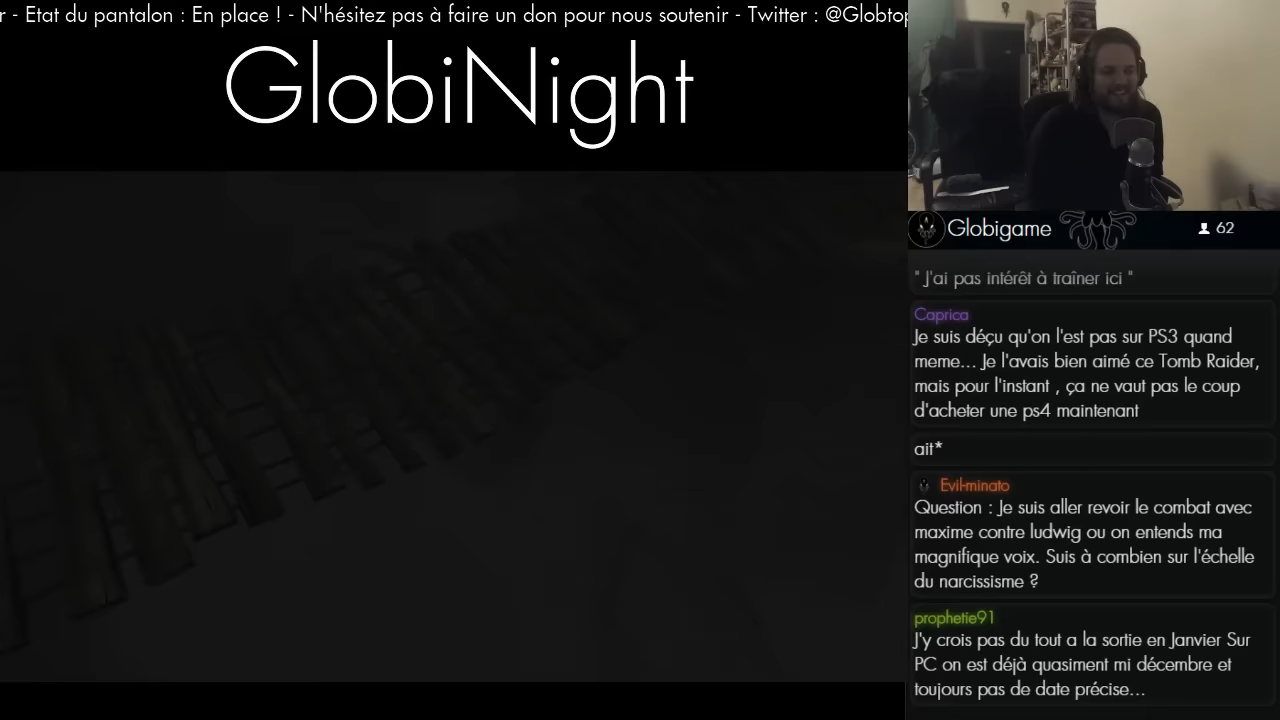 r - Etat du pantalon : En place ! - N'hésitez pas à faire un don pour nous soutenir - Twitter : @Globtop
GlobiNight
Globigame
62
" J'ai pas intérêt à traîner ici "
Caprica
Je suis déçu qu'on l'est pas sur PS3 quand
meme... Je l'avais bien aimé ce Tomb Raider,
mais pour l'instant , ça ne vaut pas le coup
d'acheter une ps4 maintenant
ait*
Evil-minato
Question : Je suis aller revoir le combat avec
maxime contre ludwig ou on entends ma
magnifique voix. Suis à combien sur l'échelle
du narcissisme ?
prophetie91
J'y crois pas du tout a la sortie en Janvier Sur
PC on est déjà quasiment mi décembre et
toujours pas de date précise...